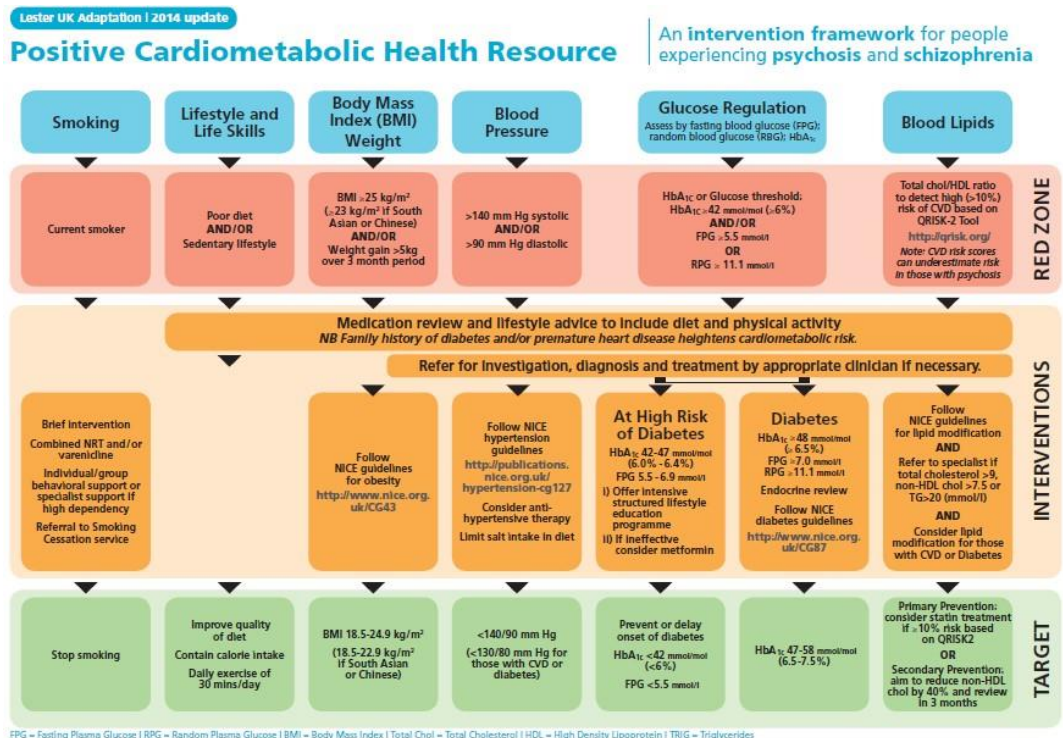 Lester UK Adaptation | 2014 update
Positive Cardiometabolic Health Resource
An intervention framework for people
experiencing psychosis and schizophrenia
Smoking
Lifestyle and
Life Skills
Body Mass
Index (BMI)
Weight
Blood
Pressure
Glucose Regulation
Assess by fasting blood glucose (FPG);
random blood glucose (RBG); HbA1c
Blood Lipids
RED ZONE
Current smoker
Poor diet
AND/OR
Sedentary lifestyle
BMI ≥25 kg/m²
(≥23 kg/m² if South
Asian or Chinese)
AND/OR
Weight gain >5kg
over 3 month period
>140 mm Hg systolic
AND/OR
>90 mm Hg diastolic
HbA1c or Glucose threshold:
HbA1c ≥42 mmol/mol (≥6%)
AND/OR
FPG ≥5.5 mmol/l
OR
RPG ≥ 11.1 mmol/l
Total chol/HDL ratio
to detect high (>10%)
risk of CVD based on
QRISK-2 Tool
http://qrisk.org/
Note: CVD risk scores
can underestimate risk
in those with psychosis
INTERVENTIONS
Medication review and lifestyle advice to include diet and physical activity
NB Family history of diabetes and/or premature heart disease heightens cardiometabolic risk.
Refer for investigation, diagnosis and treatment by appropriate clinician if necessary.
Brief intervention
Combined NRT and/or
varenicline
Individual/group
behavioral support or
specialist support if
high dependency
Referral to Smoking
Cessation service
Follow
NICE guidelines
for obesity
http://www.nice.org.
uk/CG43
Follow NICE
hypertension
guidelines
http://publications.
nice.org.uk/
hypertension-cg127
Consider anti-
hypertensive therapy
Limit salt intake in diet
At High Risk
of Diabetes
HbA1c 42-47 mmol/mol
(6.0% - 6.4%)
FPG 5.5 - 6.9 mmol/l
i) Offer intensive
structured lifestyle
education
programme
ii) If ineffective
consider metformin
Diabetes
HbA1c ≥48 mmol/mol
(≥ 6.5%)
FPG ≥7.0 mmol/l
RPG ≥11.1 mmol/l
Endocrine review
Follow NICE
diabetes guidelines
http://www.nice.org.
uk/CG87
Follow
NICE guidelines
for lipid modification
AND
Refer to specialist if
total cholesterol >9,
non-HDL chol >7.5 or
TG>20 (mmol/l)
AND
Consider lipid
modification for those
with CVD or Diabetes
TARGET
Stop smoking
Improve quality
of diet
Contain calorie intake
Daily exercise of
30 mins/day
BMI 18.5-24.9 kg/m²
(18.5-22.9 kg/m²
if South Asian
or Chinese)
<140/90 mm Hg
(<130/80 mm Hg for
those with CVD or
diabetes)
Prevent or delay
onset of diabetes
HbA1c <42 mmol/mol
(<6%)
FPG <5.5 mmol/l
HbA1c 47-58 mmol/mol
(6.5-7.5%)
Primary Prevention:
consider statin treatment
if ≥10% risk based
on QRISK2
OR
Secondary Prevention:
aim to reduce non-HDL
chol by 40% and review
in 3 months
FPG = Fasting Plasma Glucose | RPG = Random Plasma Glucose | BMI = Body Mass Index | Total Chol = Total Cholesterol | HDL = High Density Lipoprotein | TRIG = Triglycerides